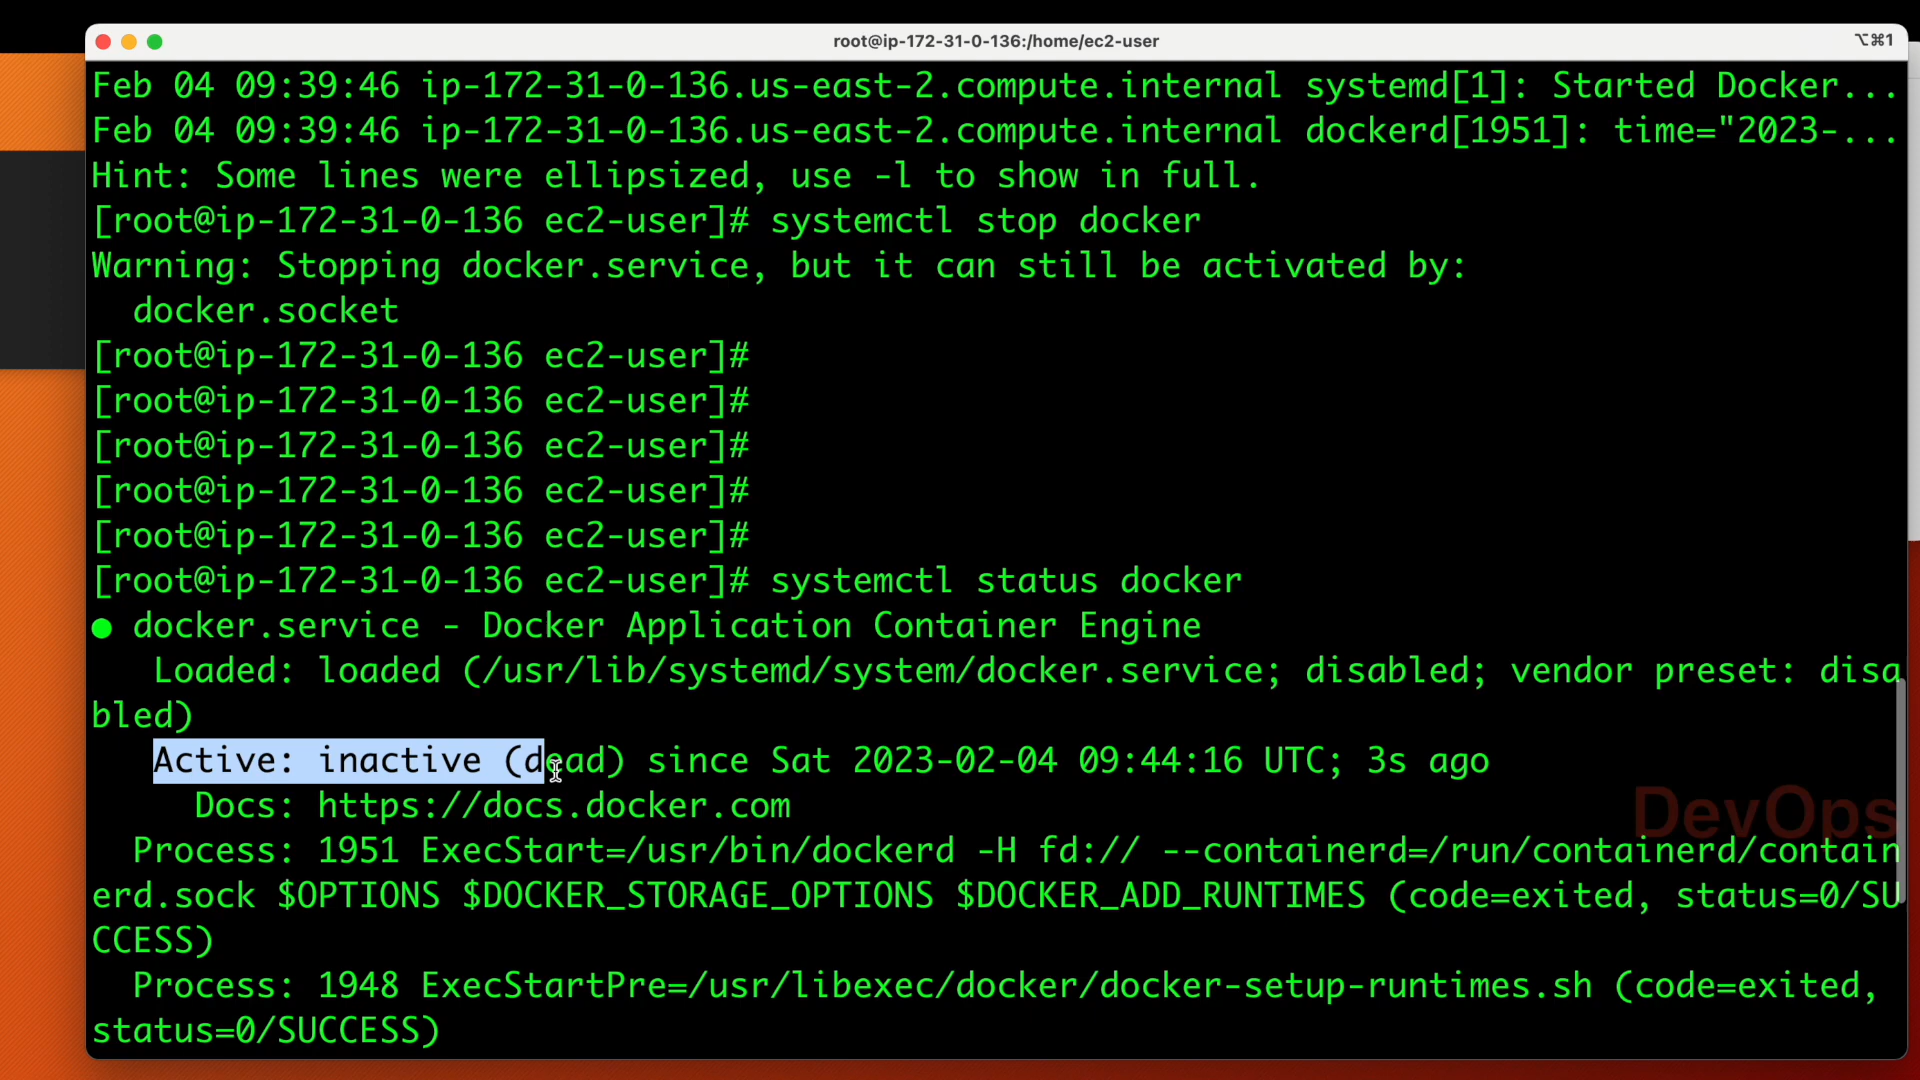 root@ip-172-31-0-136:/home/ec2-user
⌥⌘1
Feb 04 09:39:46 ip-172-31-0-136.us-east-2.compute.internal systemd[1]: Started Docker...
Feb 04 09:39:46 ip-172-31-0-136.us-east-2.compute.internal dockerd[1951]: time="2023-...
Hint: Some lines were ellipsized, use -l to show in full.
[root@ip-172-31-0-136 ec2-user]# systemctl stop docker
Warning: Stopping docker.service, but it can still be activated by:
  docker.socket
[root@ip-172-31-0-136 ec2-user]#
[root@ip-172-31-0-136 ec2-user]#
[root@ip-172-31-0-136 ec2-user]#
[root@ip-172-31-0-136 ec2-user]#
[root@ip-172-31-0-136 ec2-user]#
[root@ip-172-31-0-136 ec2-user]# systemctl status docker
● docker.service - Docker Application Container Engine
   Loaded: loaded (/usr/lib/systemd/system/docker.service; disabled; vendor preset: disa
bled)
   Active: inactive (dead) since Sat 2023-02-04 09:44:16 UTC; 3s ago
     Docs: https://docs.docker.com
DevOps
  Process: 1951 ExecStart=/usr/bin/dockerd -H fd:// --containerd=/run/containerd/contain
erd.sock $OPTIONS $DOCKER_STORAGE_OPTIONS $DOCKER_ADD_RUNTIMES (code=exited, status=0/SU
CCESS)
  Process: 1948 ExecStartPre=/usr/libexec/docker/docker-setup-runtimes.sh (code=exited,
status=0/SUCCESS)